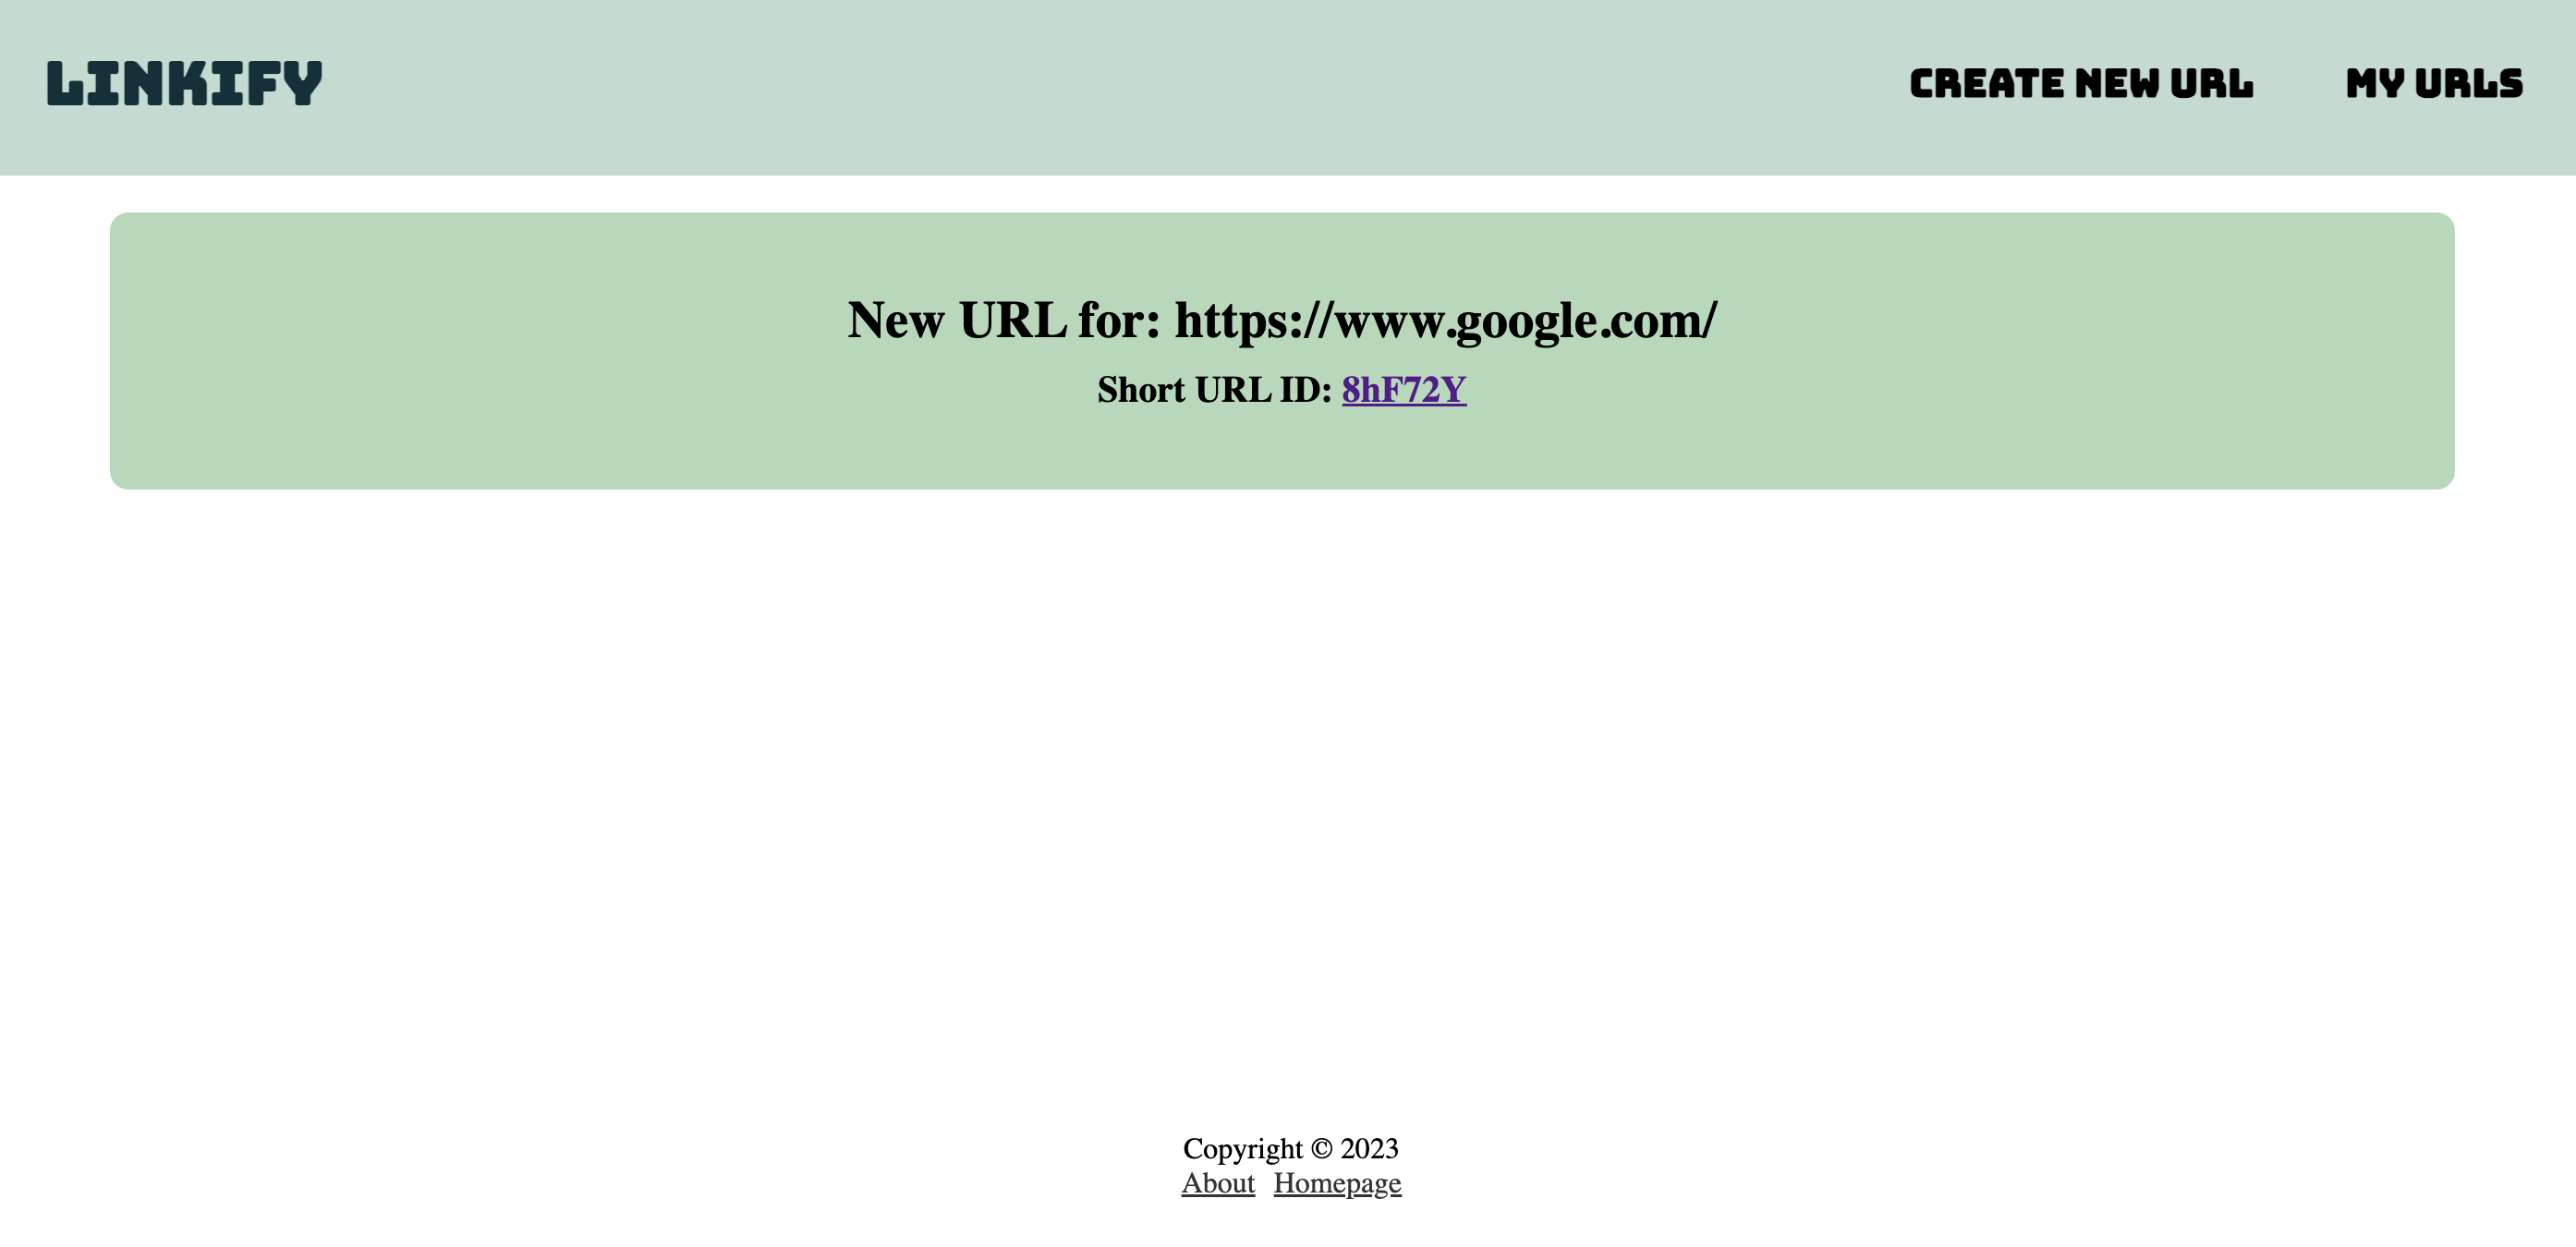 LINKIFY
CREATE NEW URL
MY URLS
New URL for: https://www.google.com/
Short URL ID: 8hF72Y
Copyright © 2023
About Homepage